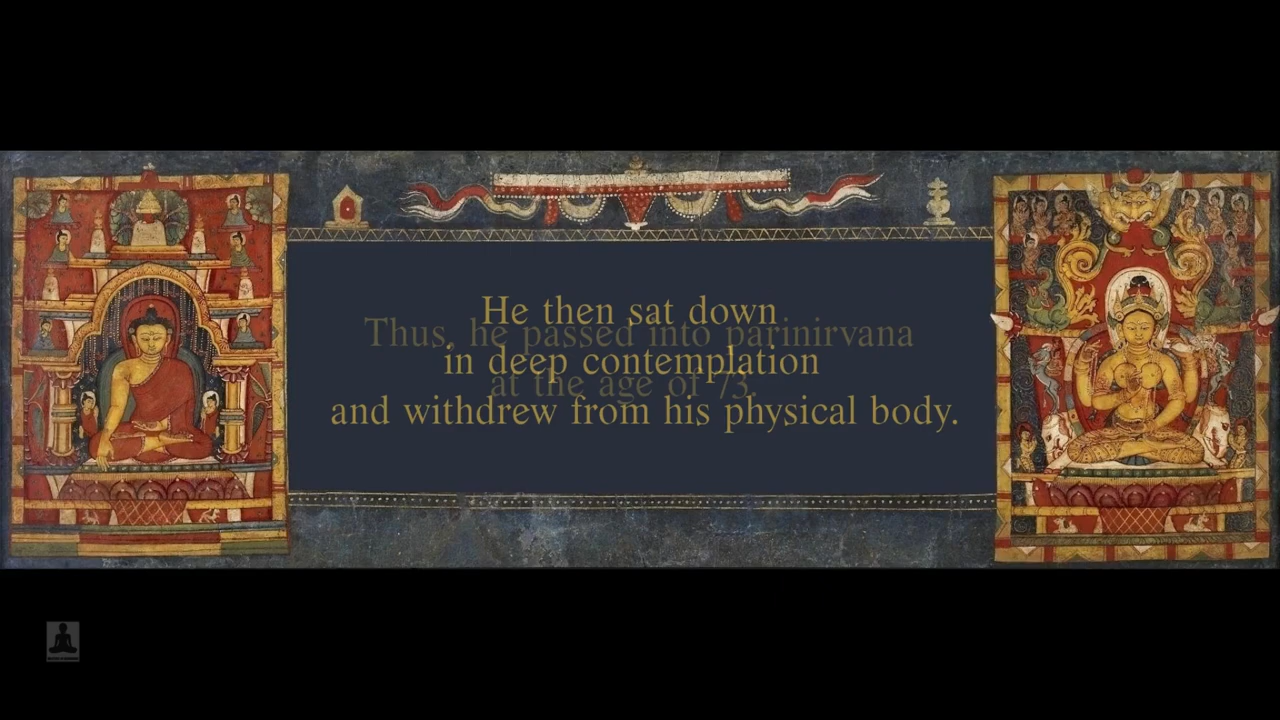 He then sat down
in deep contemplation
and withdrew from his physical body.
Thus, he passed into parinirvana
at the age of 73.